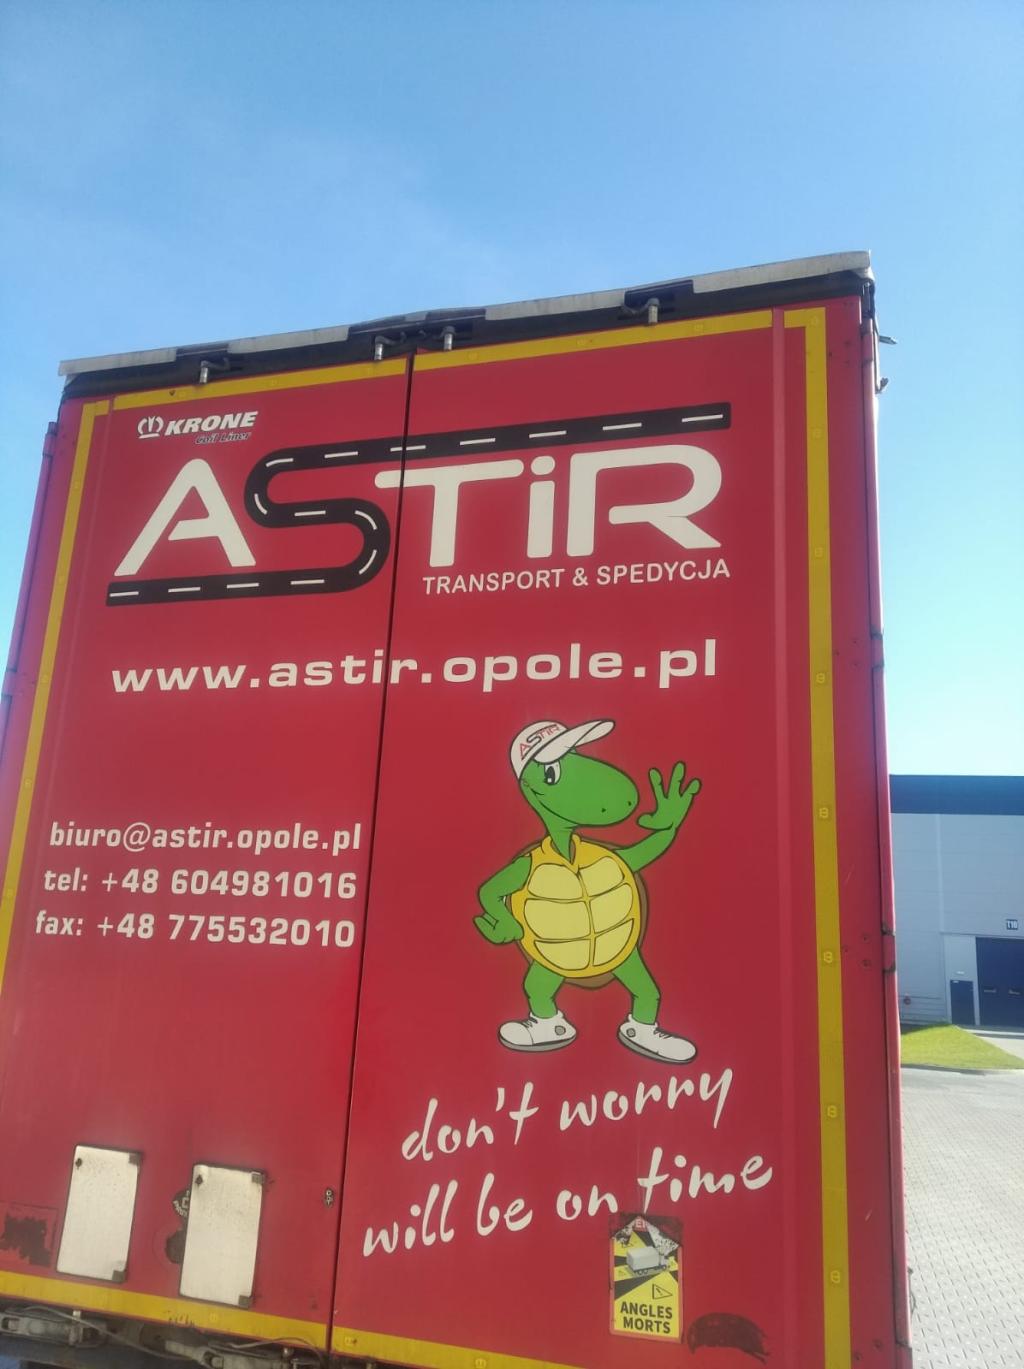 KRONE
Coil Liner
ASTiR
TRANSPORT & SPEDYCJA
www.astir.opole.pl
ASTiR
biuro@astir.opole.pl
tel: +48 604981016
fax: +48 775532010
don't worry
will be on time
ANGLES
MORTS